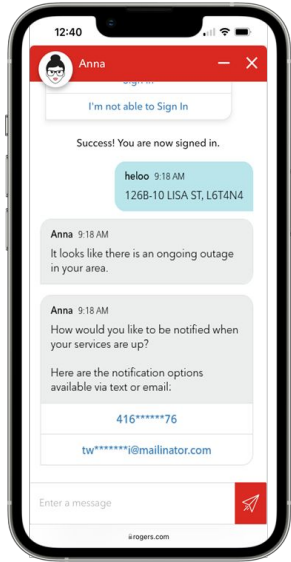 12:40
Anna
Sign in
I'm not able to Sign In
Success! You are now signed in.
heloo 9:18 AM
126B-10 LISA ST, L6T4N4
Anna 9:18 AM
It looks like there is an ongoing outage
in your area.
Anna 9:18 AM
How would you like to be notified when
your services are up?
Here are the notification options
available via text or email:
416******76
tw*******i@mailinator.com
Enter a message
rogers.com